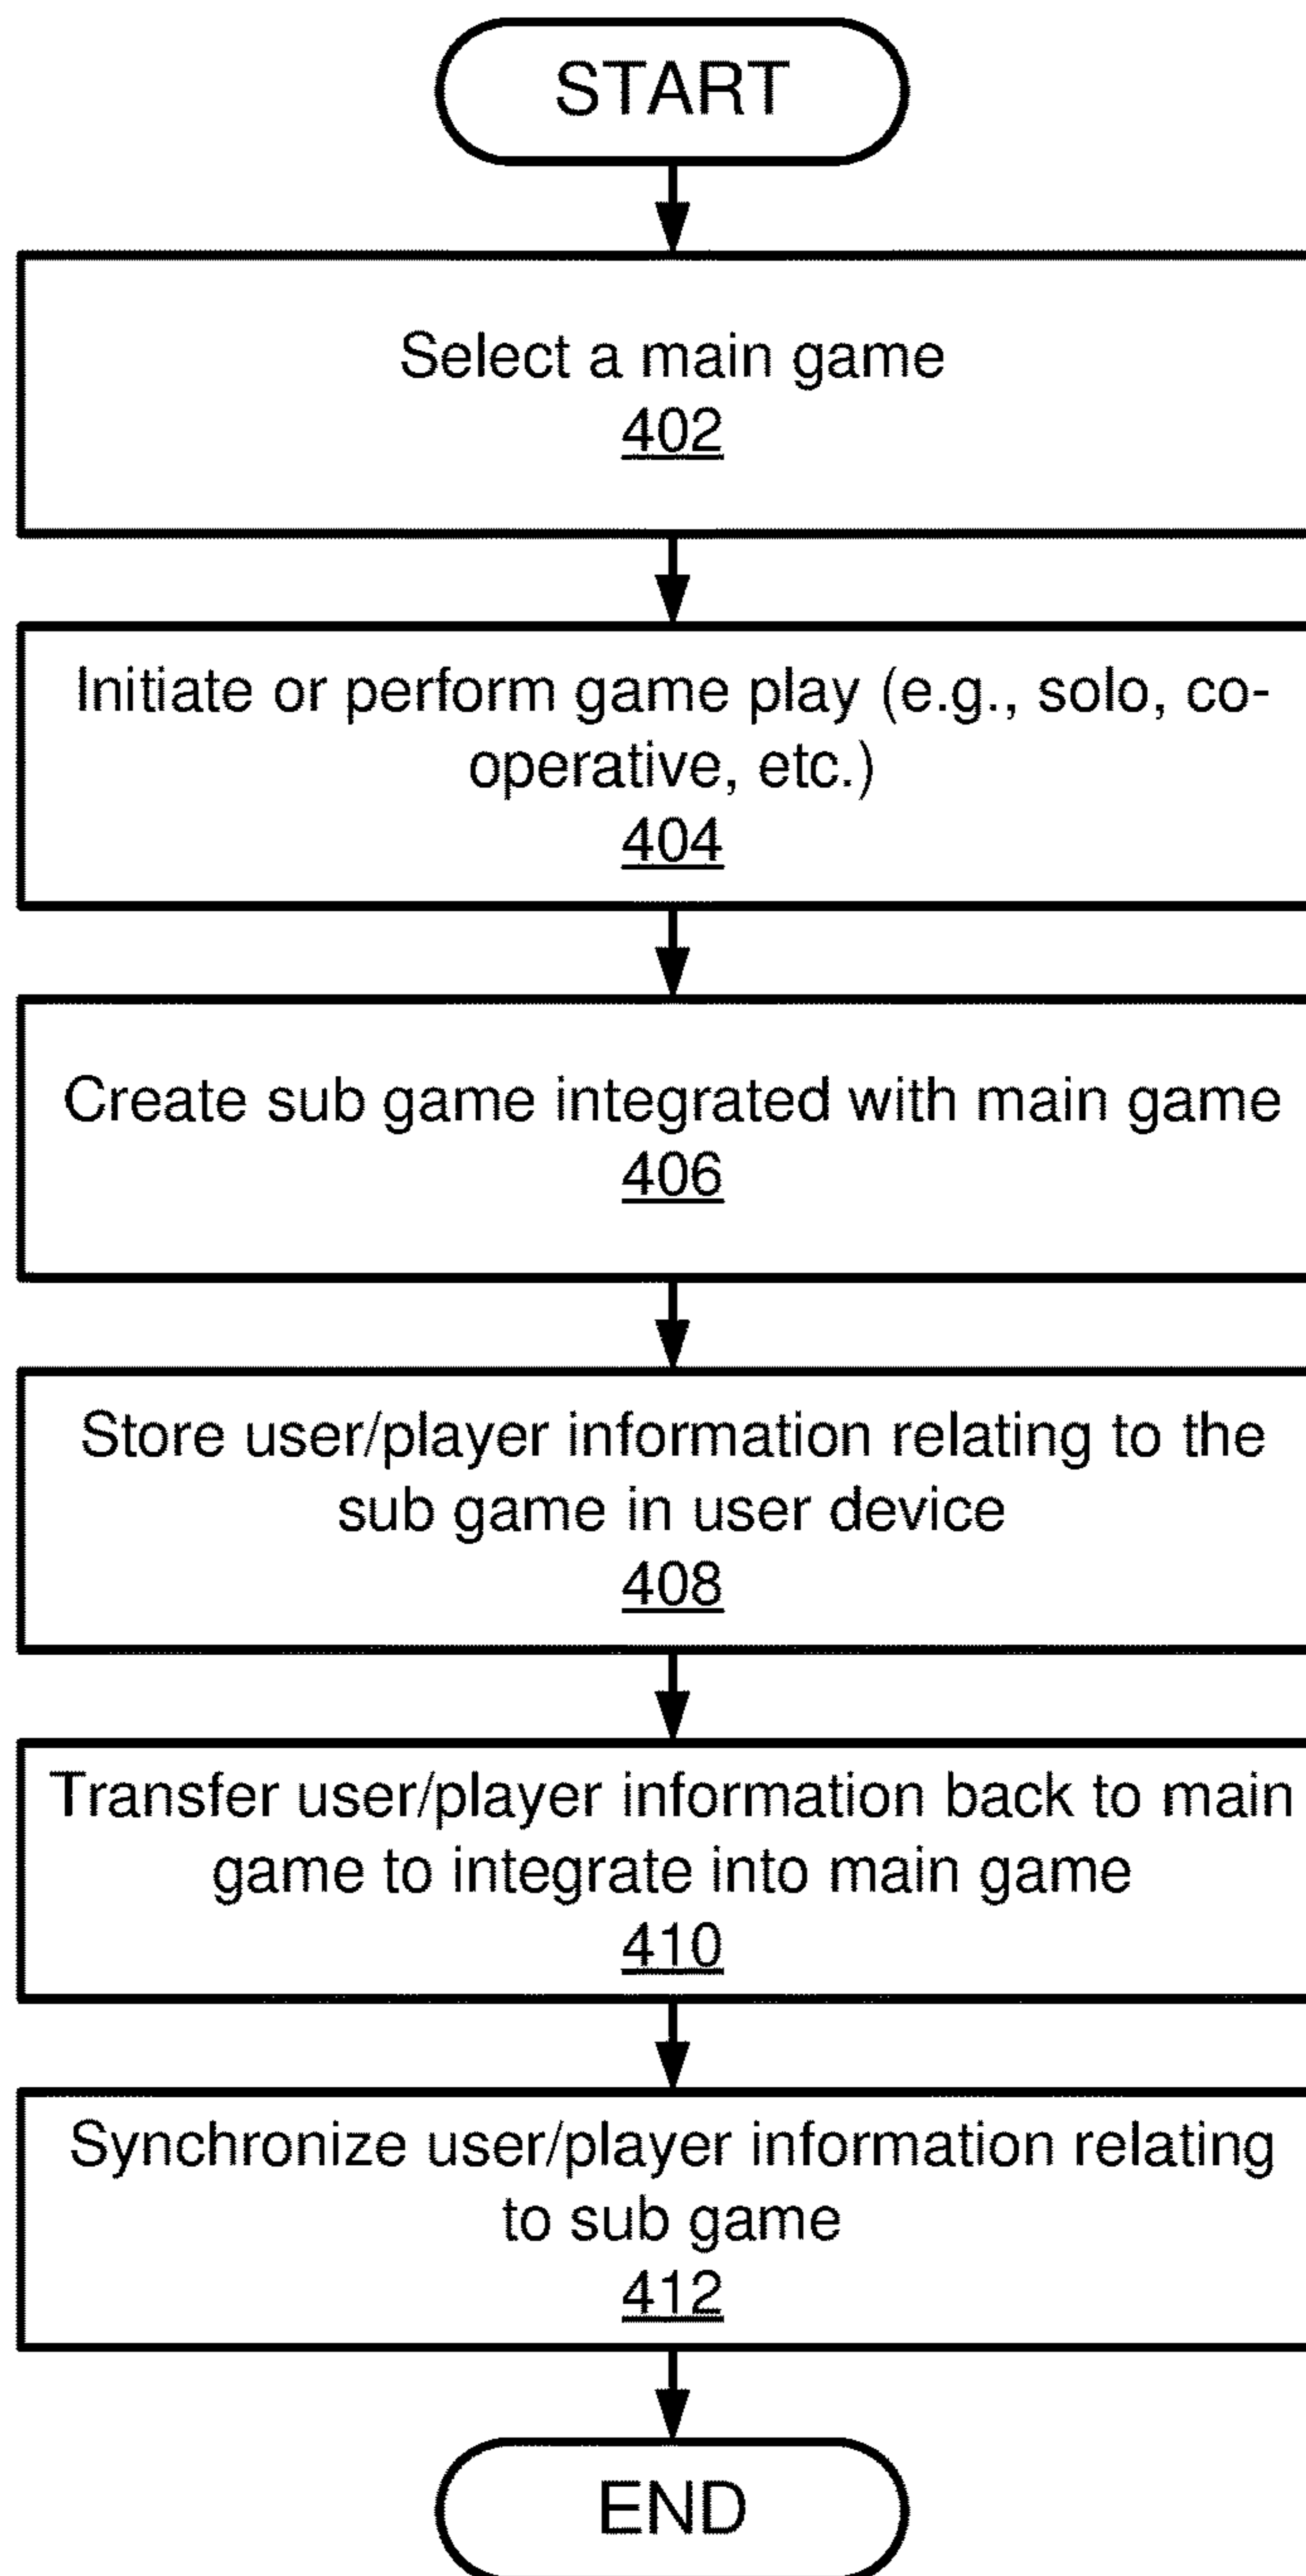 START
Select a main game
402
Initiate or perform game play (e.g., solo, co-
operative, etc.)
404
Create sub game integrated with main game
406
Store user/player information relating to the
sub game in user device
408
Transfer user/player information back to main
game to integrate into main game
410
Synchronize user/player information relating
to sub game
412
END